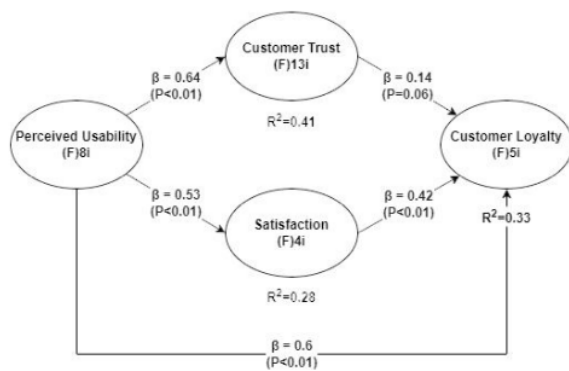 Customer Trust
(F)13i
β = 0.64
(P<0.01)
β = 0.14
(P=0.06)
R²=0.41
Perceived Usability
(F)8i
Customer Loyalty
(F)5i
β = 0.53
(P<0.01)
β = 0.42
(P<0.01)
R²=0.33
Satisfaction
(F)4i
R²=0.28
β = 0.6
(P<0.01)